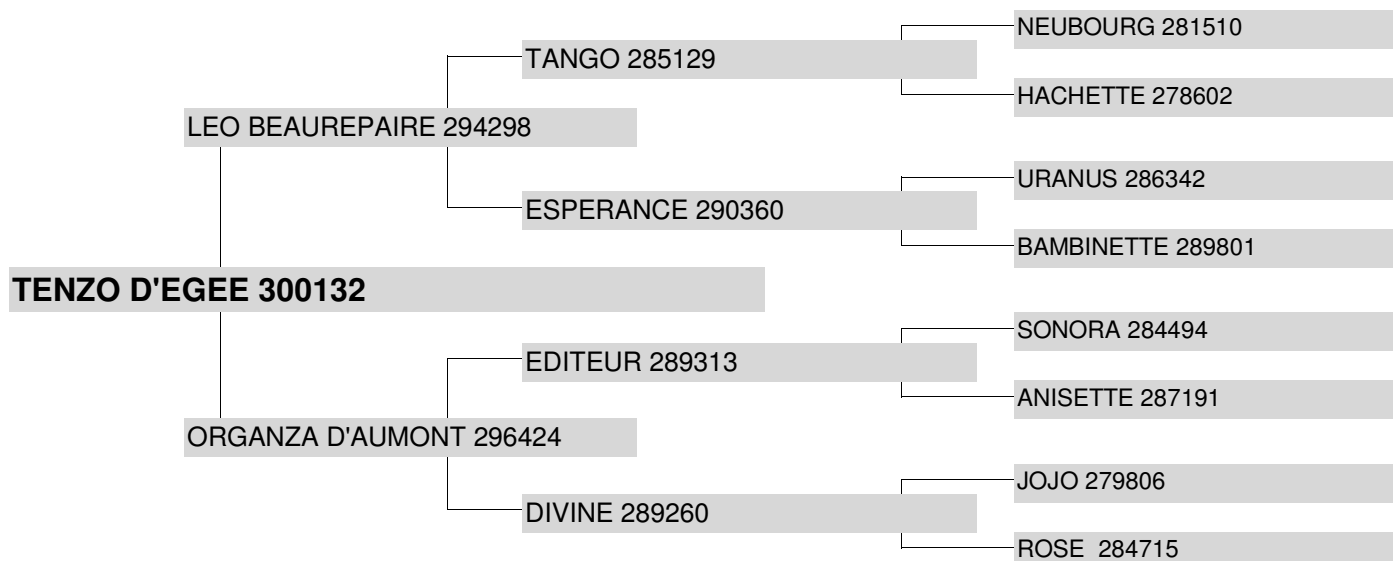 NEUBOURG 281510
TANGO 285129
HACHETTE 278602
LEO BEAUREPAIRE 294298
URANUS 286342
ESPERANCE 290360
BAMBINETTE 289801
TENZO D'EGEE 300132
SONORA 284494
EDITEUR 289313
ANISETTE 287191
ORGANZA D'AUMONT 296424
JOJO 279806
DIVINE 289260
ROSE  284715